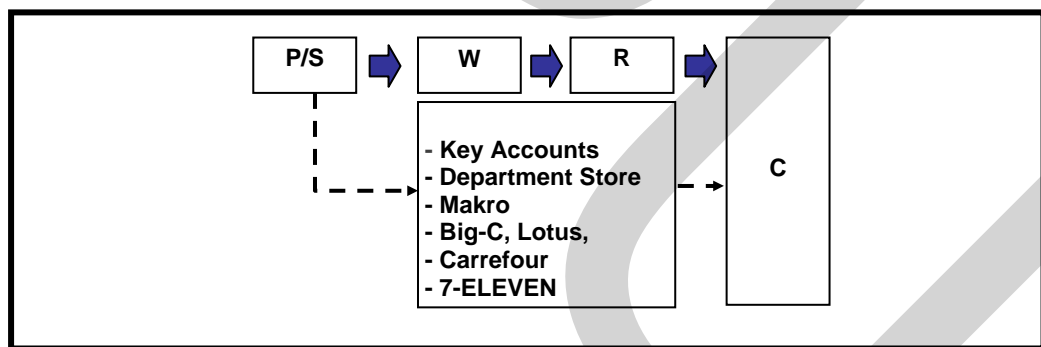 P/S
W
R
C
- Key Accounts
- Department Store
- Makro
- Big-C, Lotus,
- Carrefour
- 7-ELEVEN